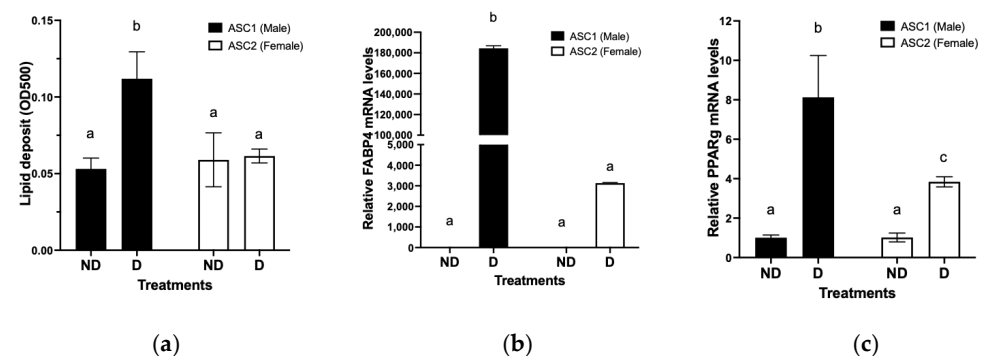 ASC1 (Male)
ASC2 (Female)
Lipid deposit (OD500)
0.15
0.10
0.05
0.00
a
b
a
a
ND
D
ND
D
Treatments
(a)
ASC1 (Male)
ASC2 (Female)
Relative FABP4 mRNA levels
200,000
180,000
160,000
140,000
120,000
100,000
5,000
4,000
3,000
2,000
1,000
0
a
b
a
a
ND
D
ND
D
Treatments
(b)
ASC1 (Male)
ASC2 (Female)
Relative PPARg mRNA levels
12
10
8
6
4
2
0
a
b
a
c
ND
D
ND
D
Treatments
(c)